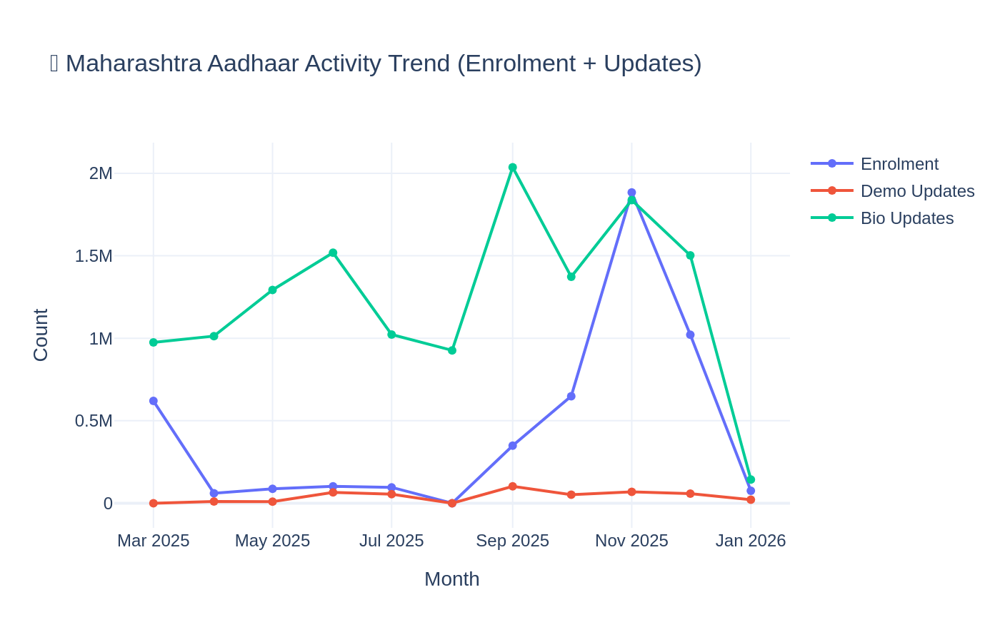 Maharashtra Aadhaar Activity Trend (Enrolment + Updates)
Enrolment
Demo Updates
Bio Updates
2M
1.5M
1M
0.5M
0
Count
Mar 2025
May 2025
Jul 2025
Sep 2025
Nov 2025
Jan 2026
Month